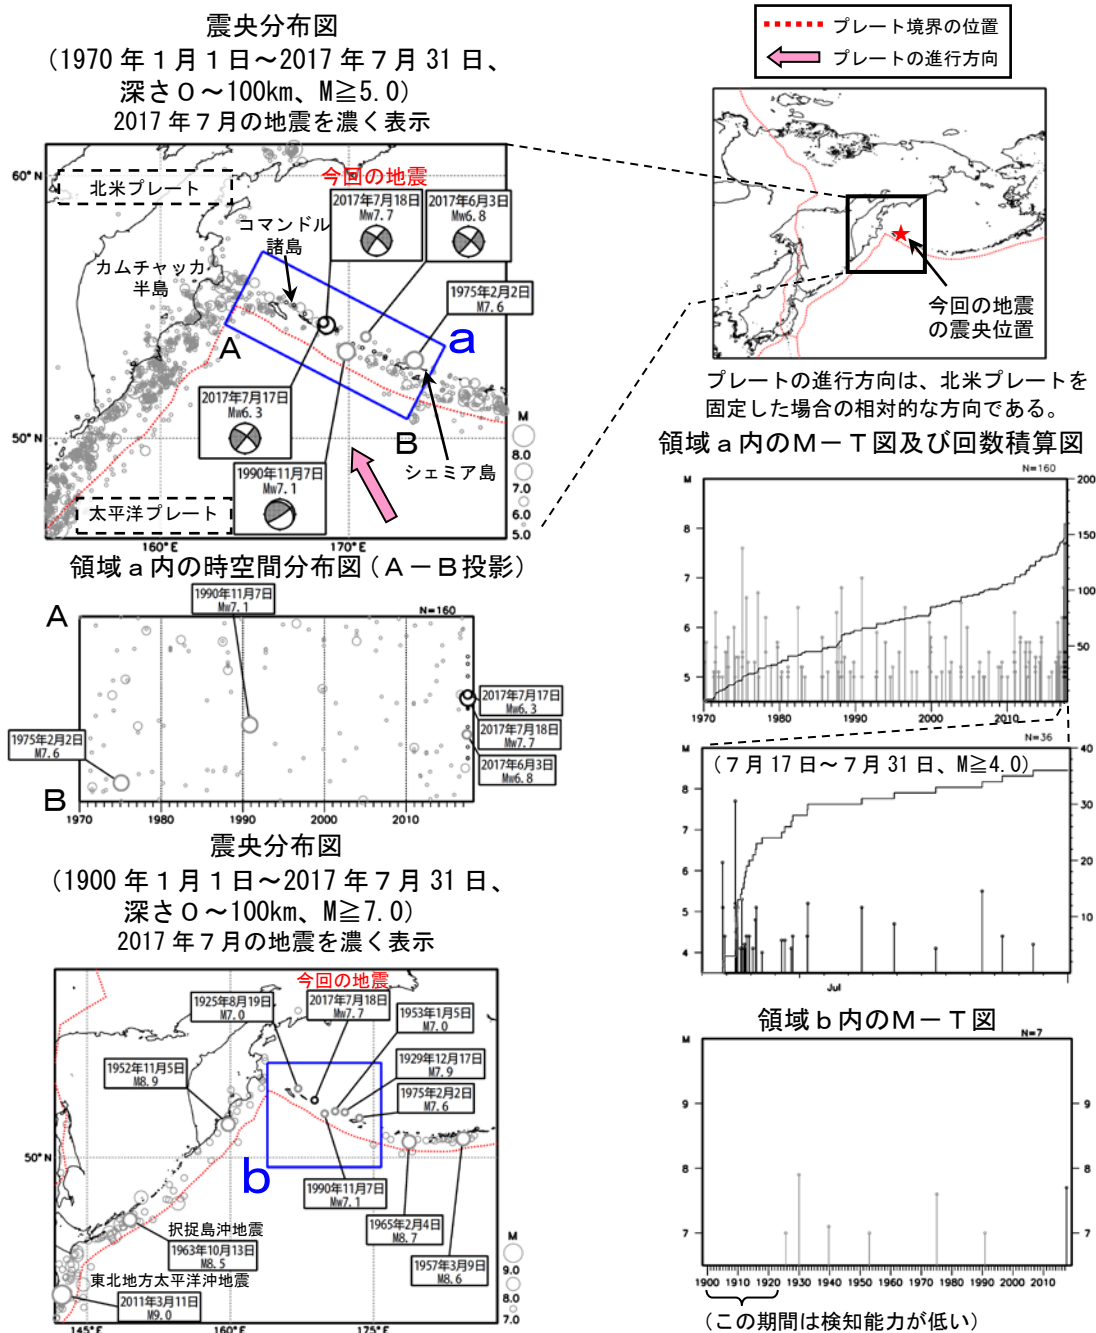 震央分布図
(1970年1月1日～2017年7月31日、
深さ0～100km、M≧5.0)
2017年7月の地震を濃く表示
プレート境界の位置
プレートの進行方向
60°N
50°N
160°E
170°E
北米プレート
今回の地震
2017年7月18日
Mw7.7
2017年6月3日
Mw6.8
コマンドル
諸島
カムチャッカ
半島
1975年2月2日
M7.6
A
a
B
2017年7月17日
Mw6.3
シェミア島
1990年11月7日
Mw7.1
太平洋プレート
M
8.0
7.0
6.0
5.0
今回の地震
の震央位置
プレートの進行方向は、北米プレートを
固定した場合の相対的な方向である。
領域a内の時空間分布図(A－B投影)
1990年11月7日
Mw7.1
N=160
A
B
1975年2月2日
M7.6
2017年7月17日
Mw6.3
2017年7月18日
Mw7.7
2017年6月3日
Mw6.8
1970 1980 1990 2000 2010
領域a内のM－T図及び回数積算図
N=160
M
8
7
6
5
200
150
100
50
1970 1980 1990 2000 2010
N=36
(7月17日～7月31日、M≧4.0)
M
8
7
6
5
4
40
30
20
10
Jul
震央分布図
(1900年1月1日～2017年7月31日、
深さ0～100km、M≧7.0)
2017年7月の地震を濃く表示
今回の地震
1925年8月19日
M7.0
2017年7月18日
Mw7.7
1953年1月5日
M7.0
1952年11月5日
M8.9
1929年12月17日
M7.9
1975年2月2日
M7.6
50°N
b
1990年11月7日
Mw7.1
1965年2月4日
M8.7
1957年3月9日
M8.6
択捉島沖地震
1963年10月13日
M8.5
東北地方太平洋沖地震
2011年3月11日
M9.0
M
9.0
8.0
7.0
145°E
160°E
175°E
領域b内のM－T図
N=7
M
9
8
7
9
8
7
1900 1910 1920 1930 1940 1950 1960 1970 1980 1990 2000 2010
(この期間は検知能力が低い)